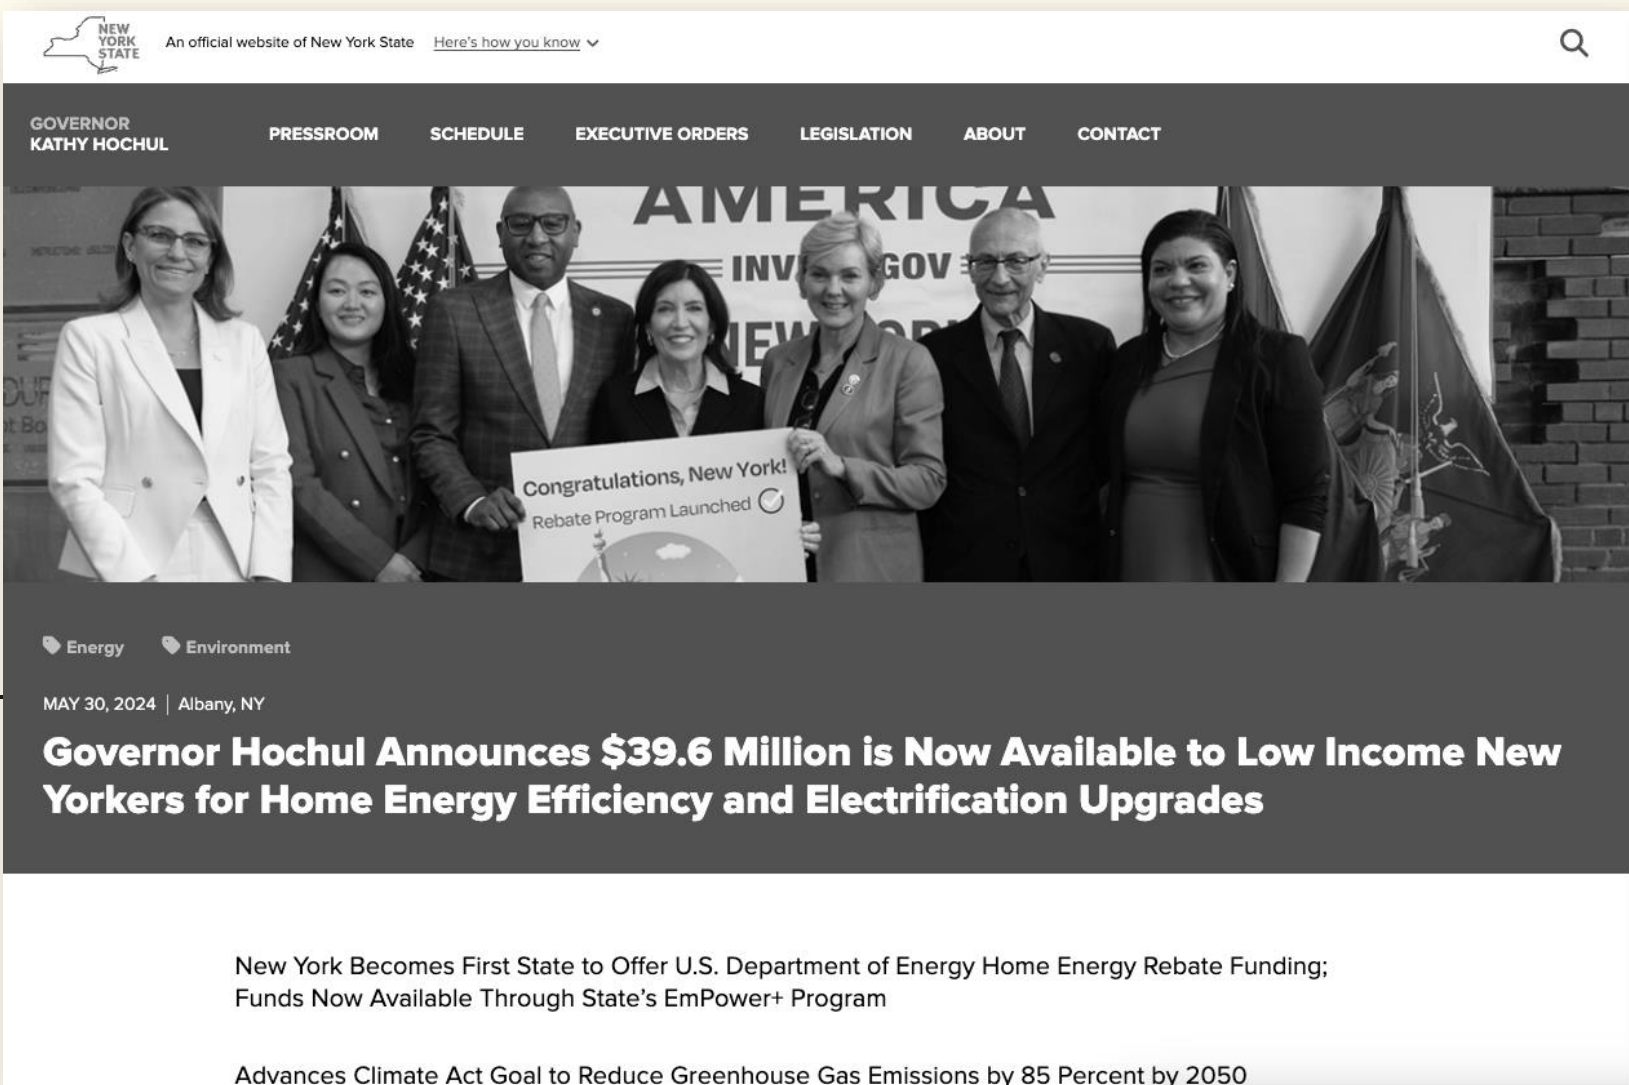 NEW
YORK
STATE
An official website of New York State Here's how you know
GOVERNOR
KATHY HOCHUL
PRESSROOM SCHEDULE EXECUTIVE ORDERS LEGISLATION ABOUT CONTACT
AMERICA
GOV
Congratulations, New York!
Rebate Program Launched
Energy Environment
MAY 30, 2024 | Albany, NY
Governor Hochul Announces $39.6 Million is Now Available to Low Income New
Yorkers for Home Energy Efficiency and Electrification Upgrades
New York Becomes First State to Offer U.S. Department of Energy Home Energy Rebate Funding;
Funds Now Available Through State’s EmPower+ Program
Advances Climate Act Goal to Reduce Greenhouse Gas Emissions by 85 Percent by 2050